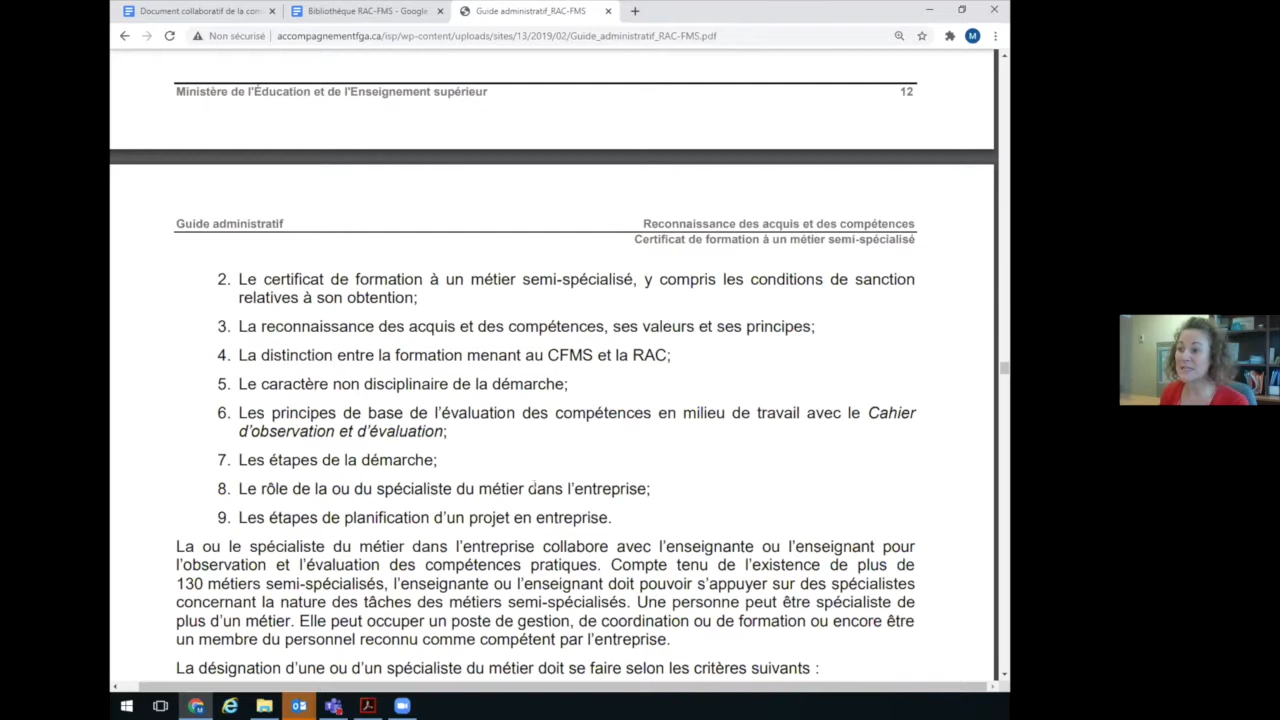 Document collaboratif de la con
Bibliothèque RAC-FMS - Google
Guide administratif_RAC-FMS
Non sécurisé
accompagnementfga.ca/isp/wp-content/uploads/sites/13/2019/02/Guide_administratif_RAC-FMS.pdf
M
Ministère de l'Éducation et de l'Enseignement supérieur 12
Guide administratif Reconnaissance des acquis et des compétences
Certificat de formation à un métier semi-spécialisé
2. Le certificat de formation à un métier semi-spécialisé, y compris les conditions de sanction
relatives à son obtention;
3. La reconnaissance des acquis et des compétences, ses valeurs et ses principes;
4. La distinction entre la formation menant au CFMS et la RAC;
5. Le caractère non disciplinaire de la démarche;
6. Les principes de base de l’évaluation des compétences en milieu de travail avec le Cahier
d’observation et d’évaluation;
7. Les étapes de la démarche;
8. Le rôle de la ou du spécialiste du métier dans l’entreprise;
9. Les étapes de planification d’un projet en entreprise.
La ou le spécialiste du métier dans l’entreprise collabore avec l’enseignante ou l’enseignant pour
l’observation et l’évaluation des compétences pratiques. Compte tenu de l’existence de plus de
130 métiers semi-spécialisés, l’enseignante ou l’enseignant doit pouvoir s’appuyer sur des spécialistes
concernant la nature des tâches des métiers semi-spécialisés. Une personne peut être spécialiste de
plus d’un métier. Elle peut occuper un poste de gestion, de coordination ou de formation ou encore être
un membre du personnel reconnu comme compétent par l’entreprise.
La désignation d’une ou d’un spécialiste du métier doit se faire selon les critères suivants :